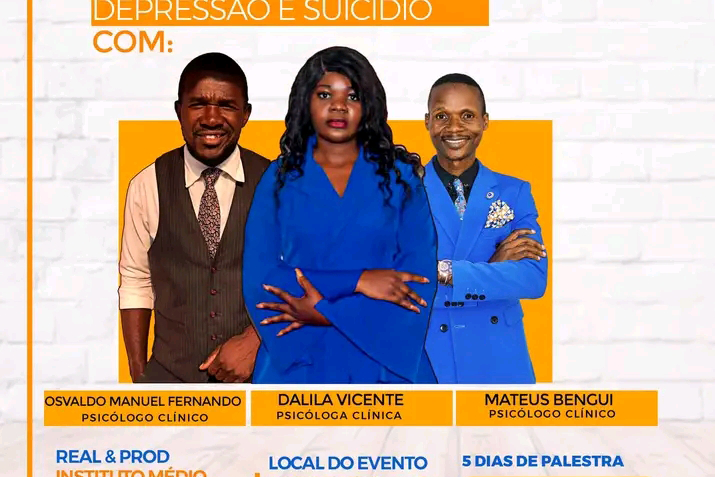 DEPRESSÃO E SUICÍDIO
COM:
OSVALDO MANUEL FERNANDO
PSICÓLOGO CLÍNICO
DALILA VICENTE
PSICÓLOGA CLÍNICA
MATEUS BENGUI
PSICÓLOGO CLÍNICO
REAL & PROD
INSTITUTO MÉDIO
LOCAL DO EVENTO
5 DIAS DE PALESTRA